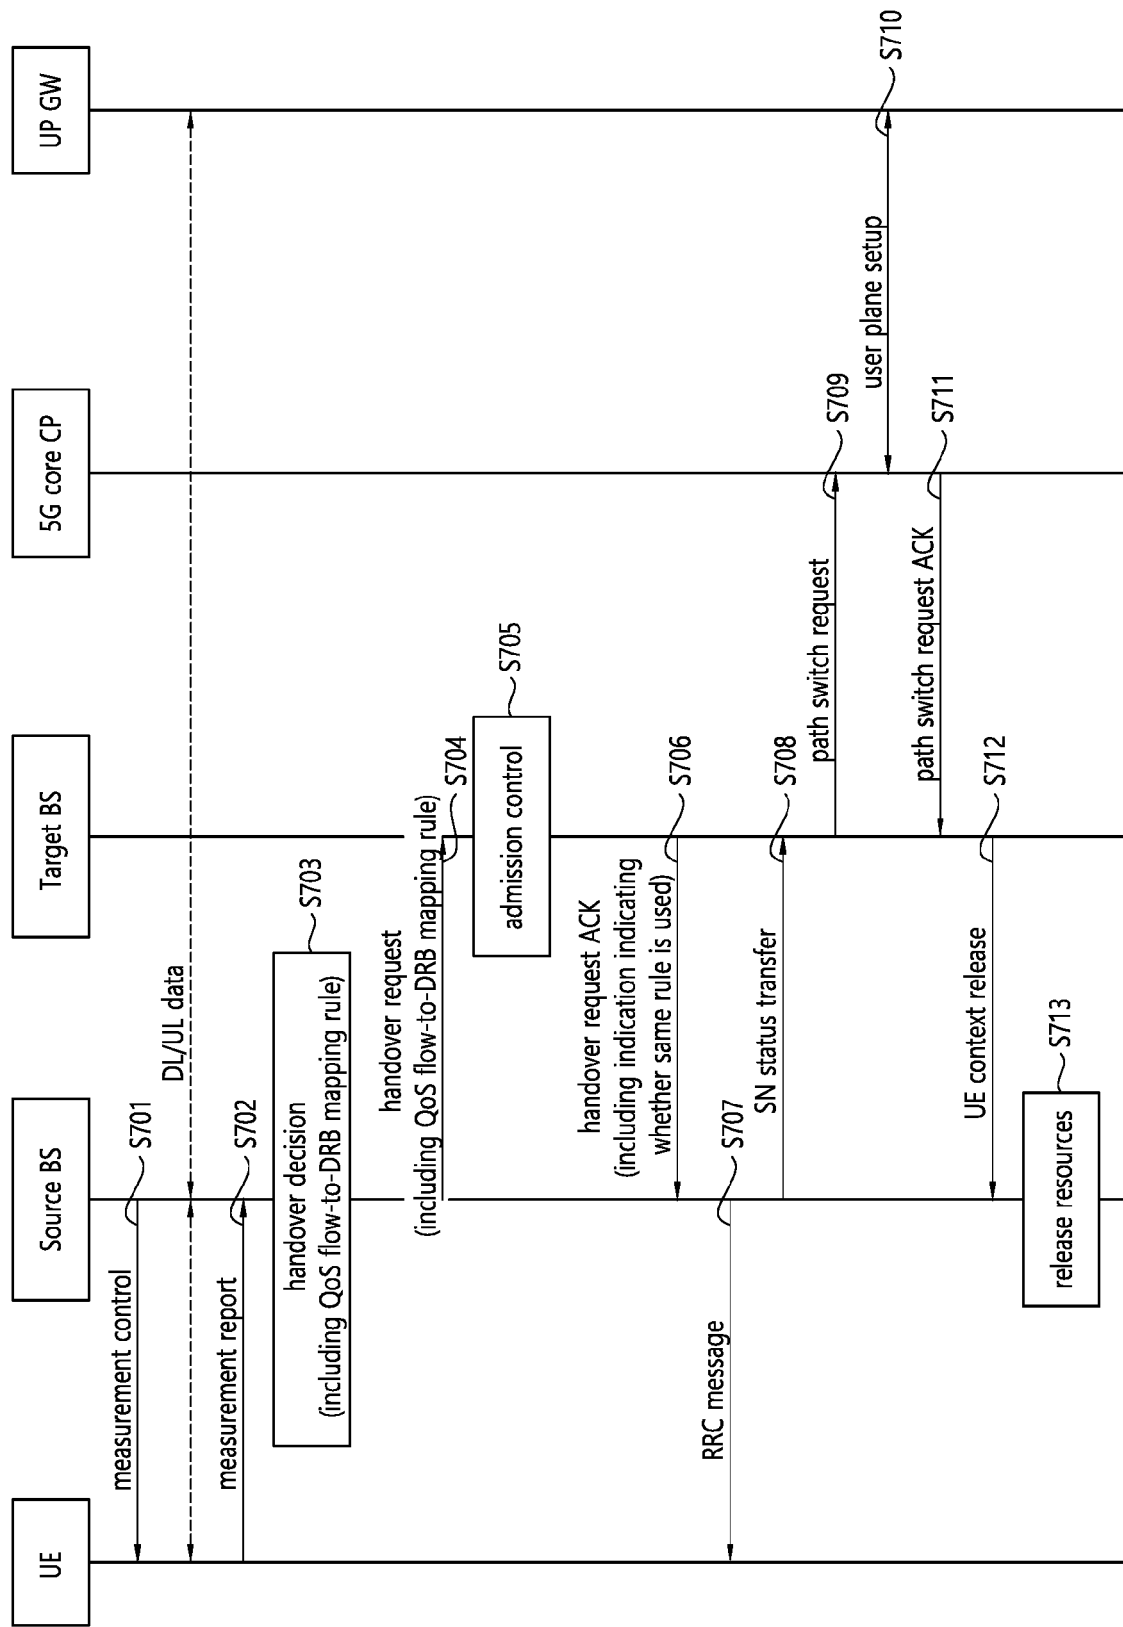 UE
Source BS
Target BS
5G core CP
UP GW
measurement control
S701
DL/UL data
measurement report
S702
handover decision
(including QoS flow-to-DRB mapping rule)
S703
handover request
(including QoS flow-to-DRB mapping rule)
S704
admission control
S705
handover request ACK
(including indication indicating
whether same rule is used)
S706
RRC message
S707
SN status transfer
S708
path switch request
S709
user plane setup
S710
path switch request ACK
S711
UE context release
S712
release resources
S713